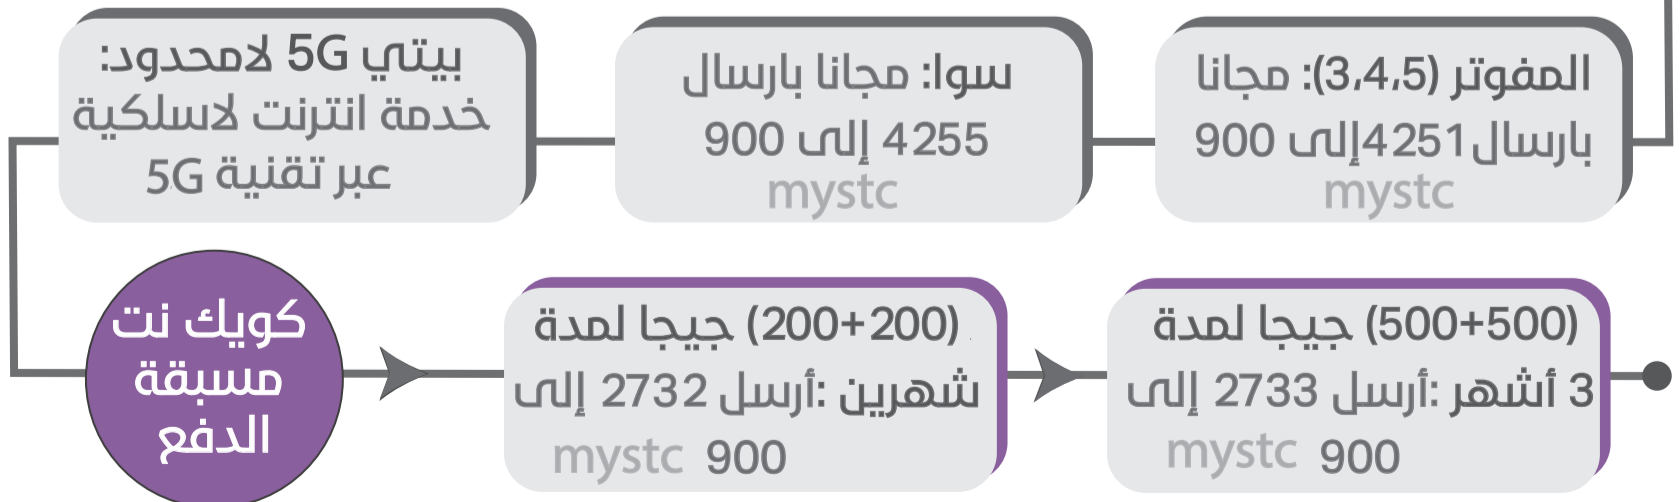 المفوتر (3،4،5): مجانا
بارسال4251إلى 900
mystc
سوا: مجانا بارسال
4255 إلى 900
mystc
بيتي 5G لامحدود:
خدمة انترنت لاسلكية
عبر تقنية 5G
كويك نت
مسبقة
الدفع
(200+200) جيجا لمدة
شهرين :أرسل 2732 إلى
900 mystc
(500+500) جيجا لمدة
3 أشهر :أرسل 2733 إلى
900 mystc